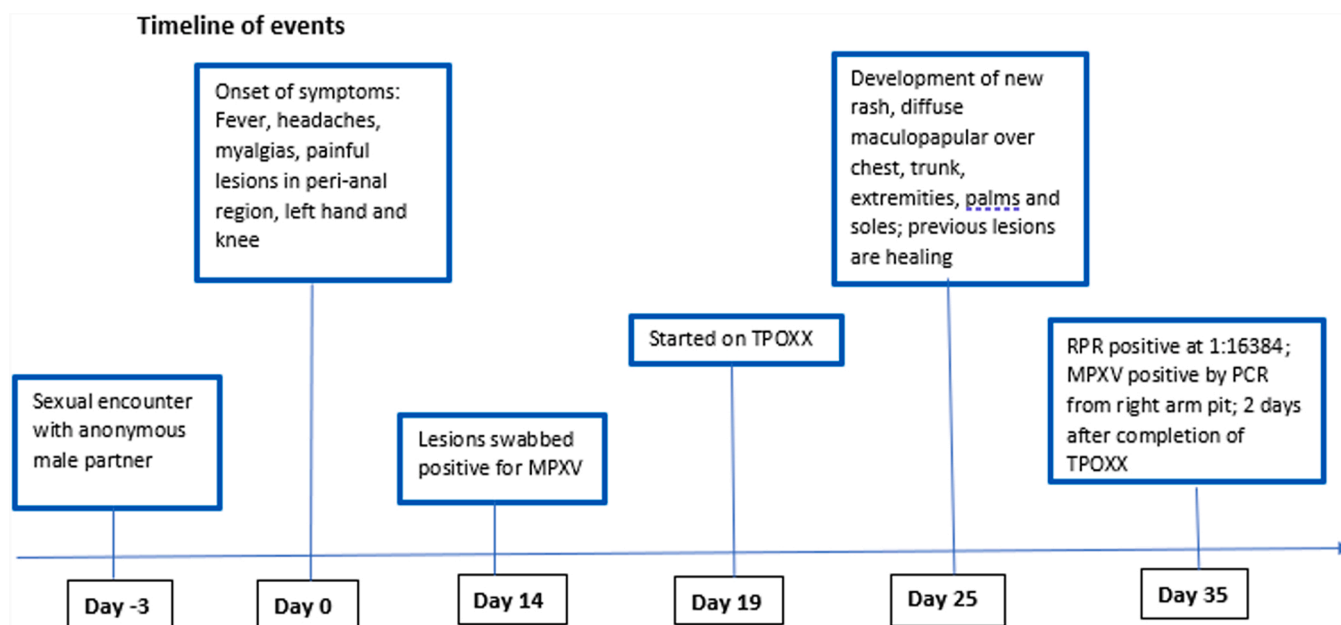 Timeline of events
Sexual encounter
with anonymous
male partner
Onset of symptoms:
Fever, headaches,
myalgias, painful
lesions in peri-anal
region, left hand and
knee
Lesions swabbed
positive for MPXV
Started on TPOXX
Development of new
rash, diffuse
maculopapular over
chest, trunk,
extremities, palms and
soles; previous lesions
are healing
RPR positive at 1:16384;
MPXV positive by PCR
from right arm pit; 2 days
after completion of
TPOXX
Day -3
Day 0
Day 14
Day 19
Day 25
Day 35